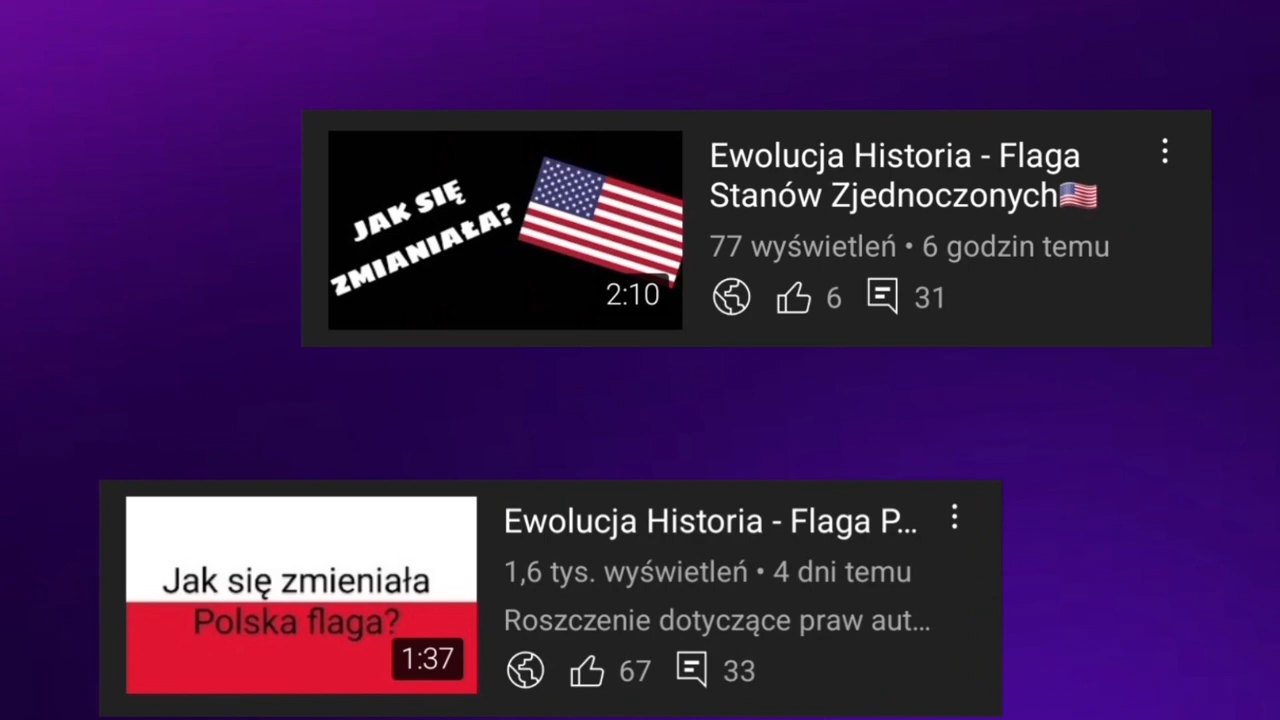 JAK SIĘ
ZMIANIAŁA?
2:10
Ewolucja Historia - Flaga
Stanów Zjednoczonych🇺🇸
77 wyświetleń • 6 godzin temu
6 31
Jak się zmieniała
Polska flaga?
1:37
Ewolucja Historia - Flaga P...
1,6 tys. wyświetleń • 4 dni temu
Roszczenie dotyczące praw aut...
67 33